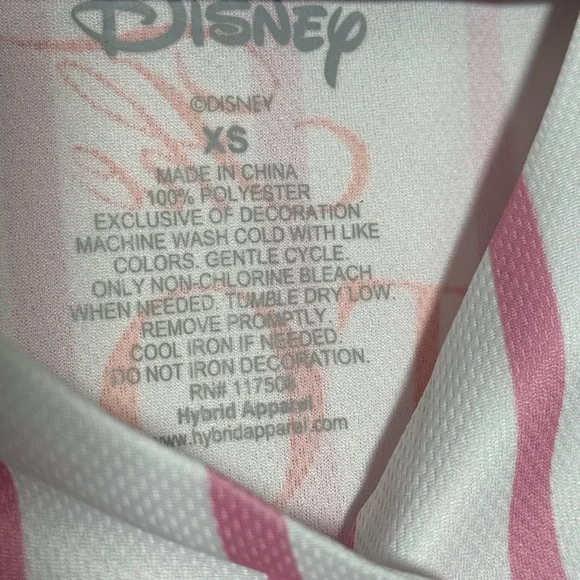 DISNEY
©DISNEY
XS
MADE IN CHINA
100% POLYESTER
EXCLUSIVE OF DECORATION
MACHINE WASH COLD WITH LIKE
COLORS. GENTLE CYCLE.
ONLY NON-CHLORINE BLEACH
WHEN NEEDED. TUMBLE DRY LOW.
REMOVE PROMPTLY.
COOL IRON IF NEEDED.
DO NOT IRON DECORATION.
RN#
Hybrid Apparel
www.hybridapparel.com